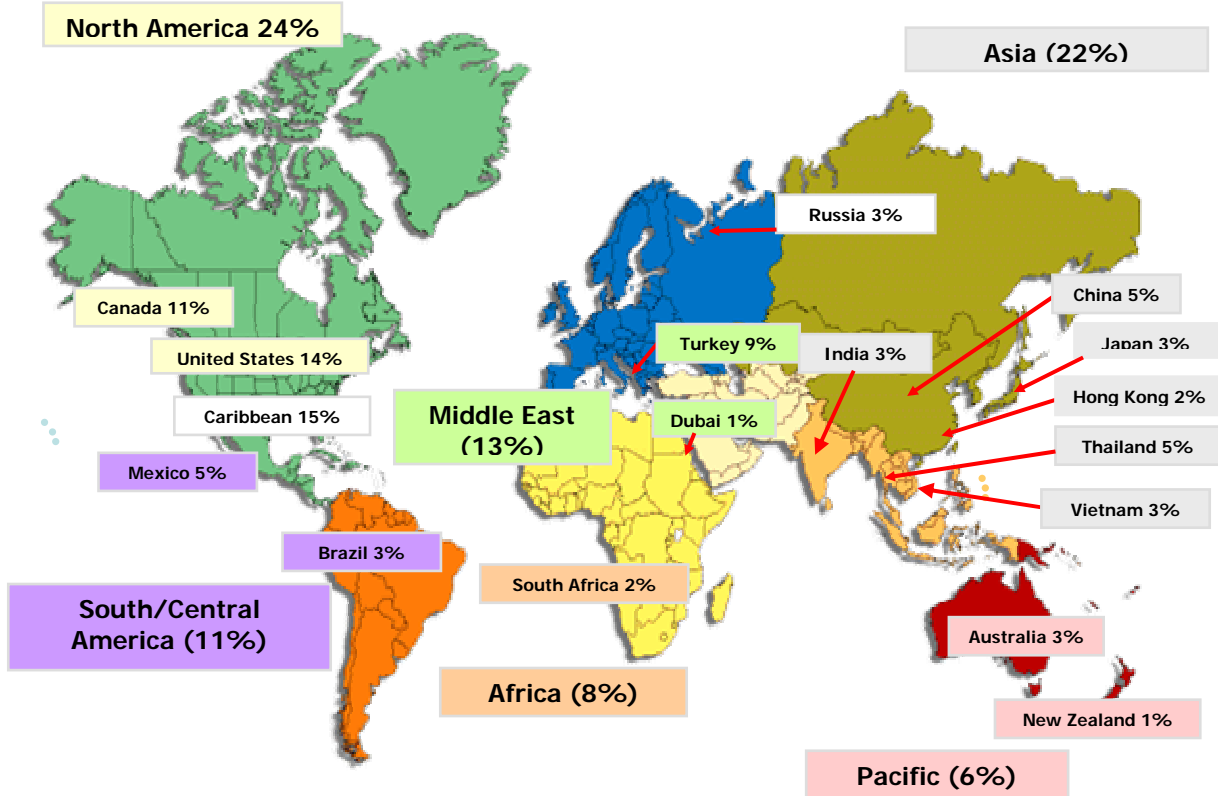 North America 24%
Asia (22%)
Russia 3%
Canada 11%
China 5%
United States 14%
Turkey 9%
India 3%
Japan 3%
Caribbean 15%
Middle East
(13%)
Dubai 1%
Hong Kong 2%
Thailand 5%
Mexico 5%
Vietnam 3%
Brazil 3%
South Africa 2%
South/Central
America (11%)
Australia 3%
Africa (8%)
New Zealand 1%
Pacific (6%)